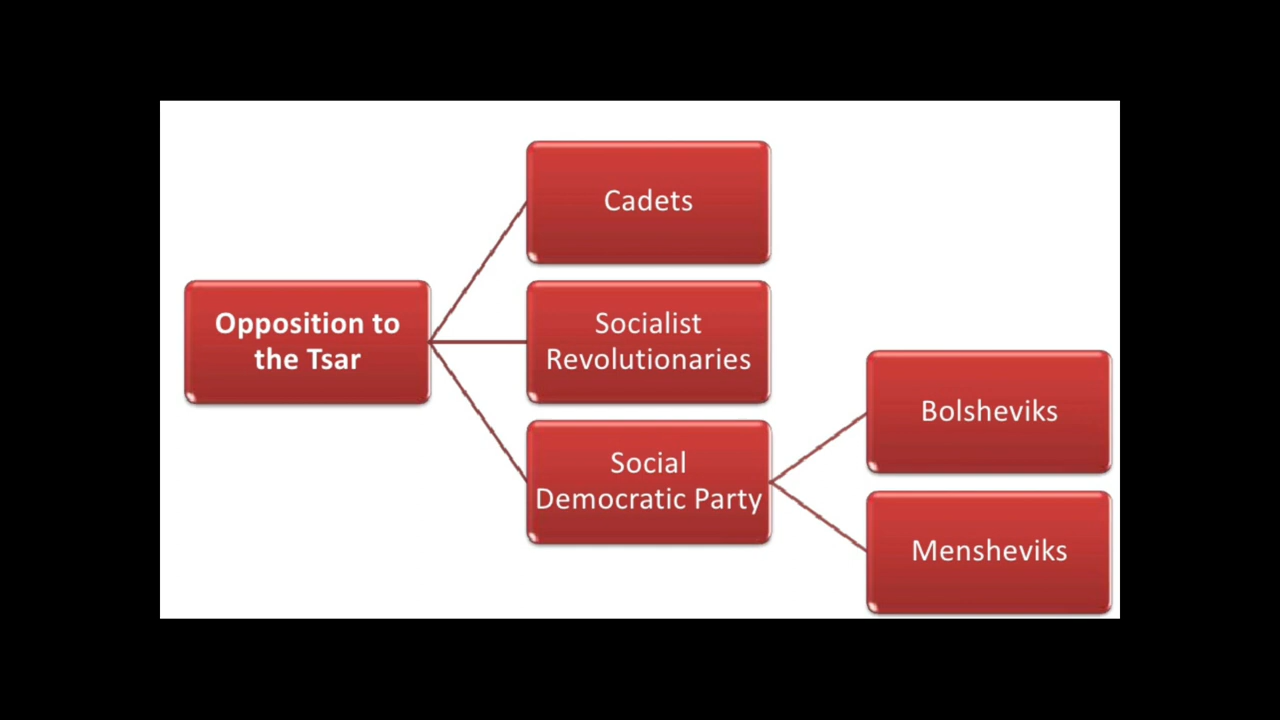 Cadets
Opposition to
the Tsar
Socialist
Revolutionaries
Social
Democratic Party
Bolsheviks
Mensheviks